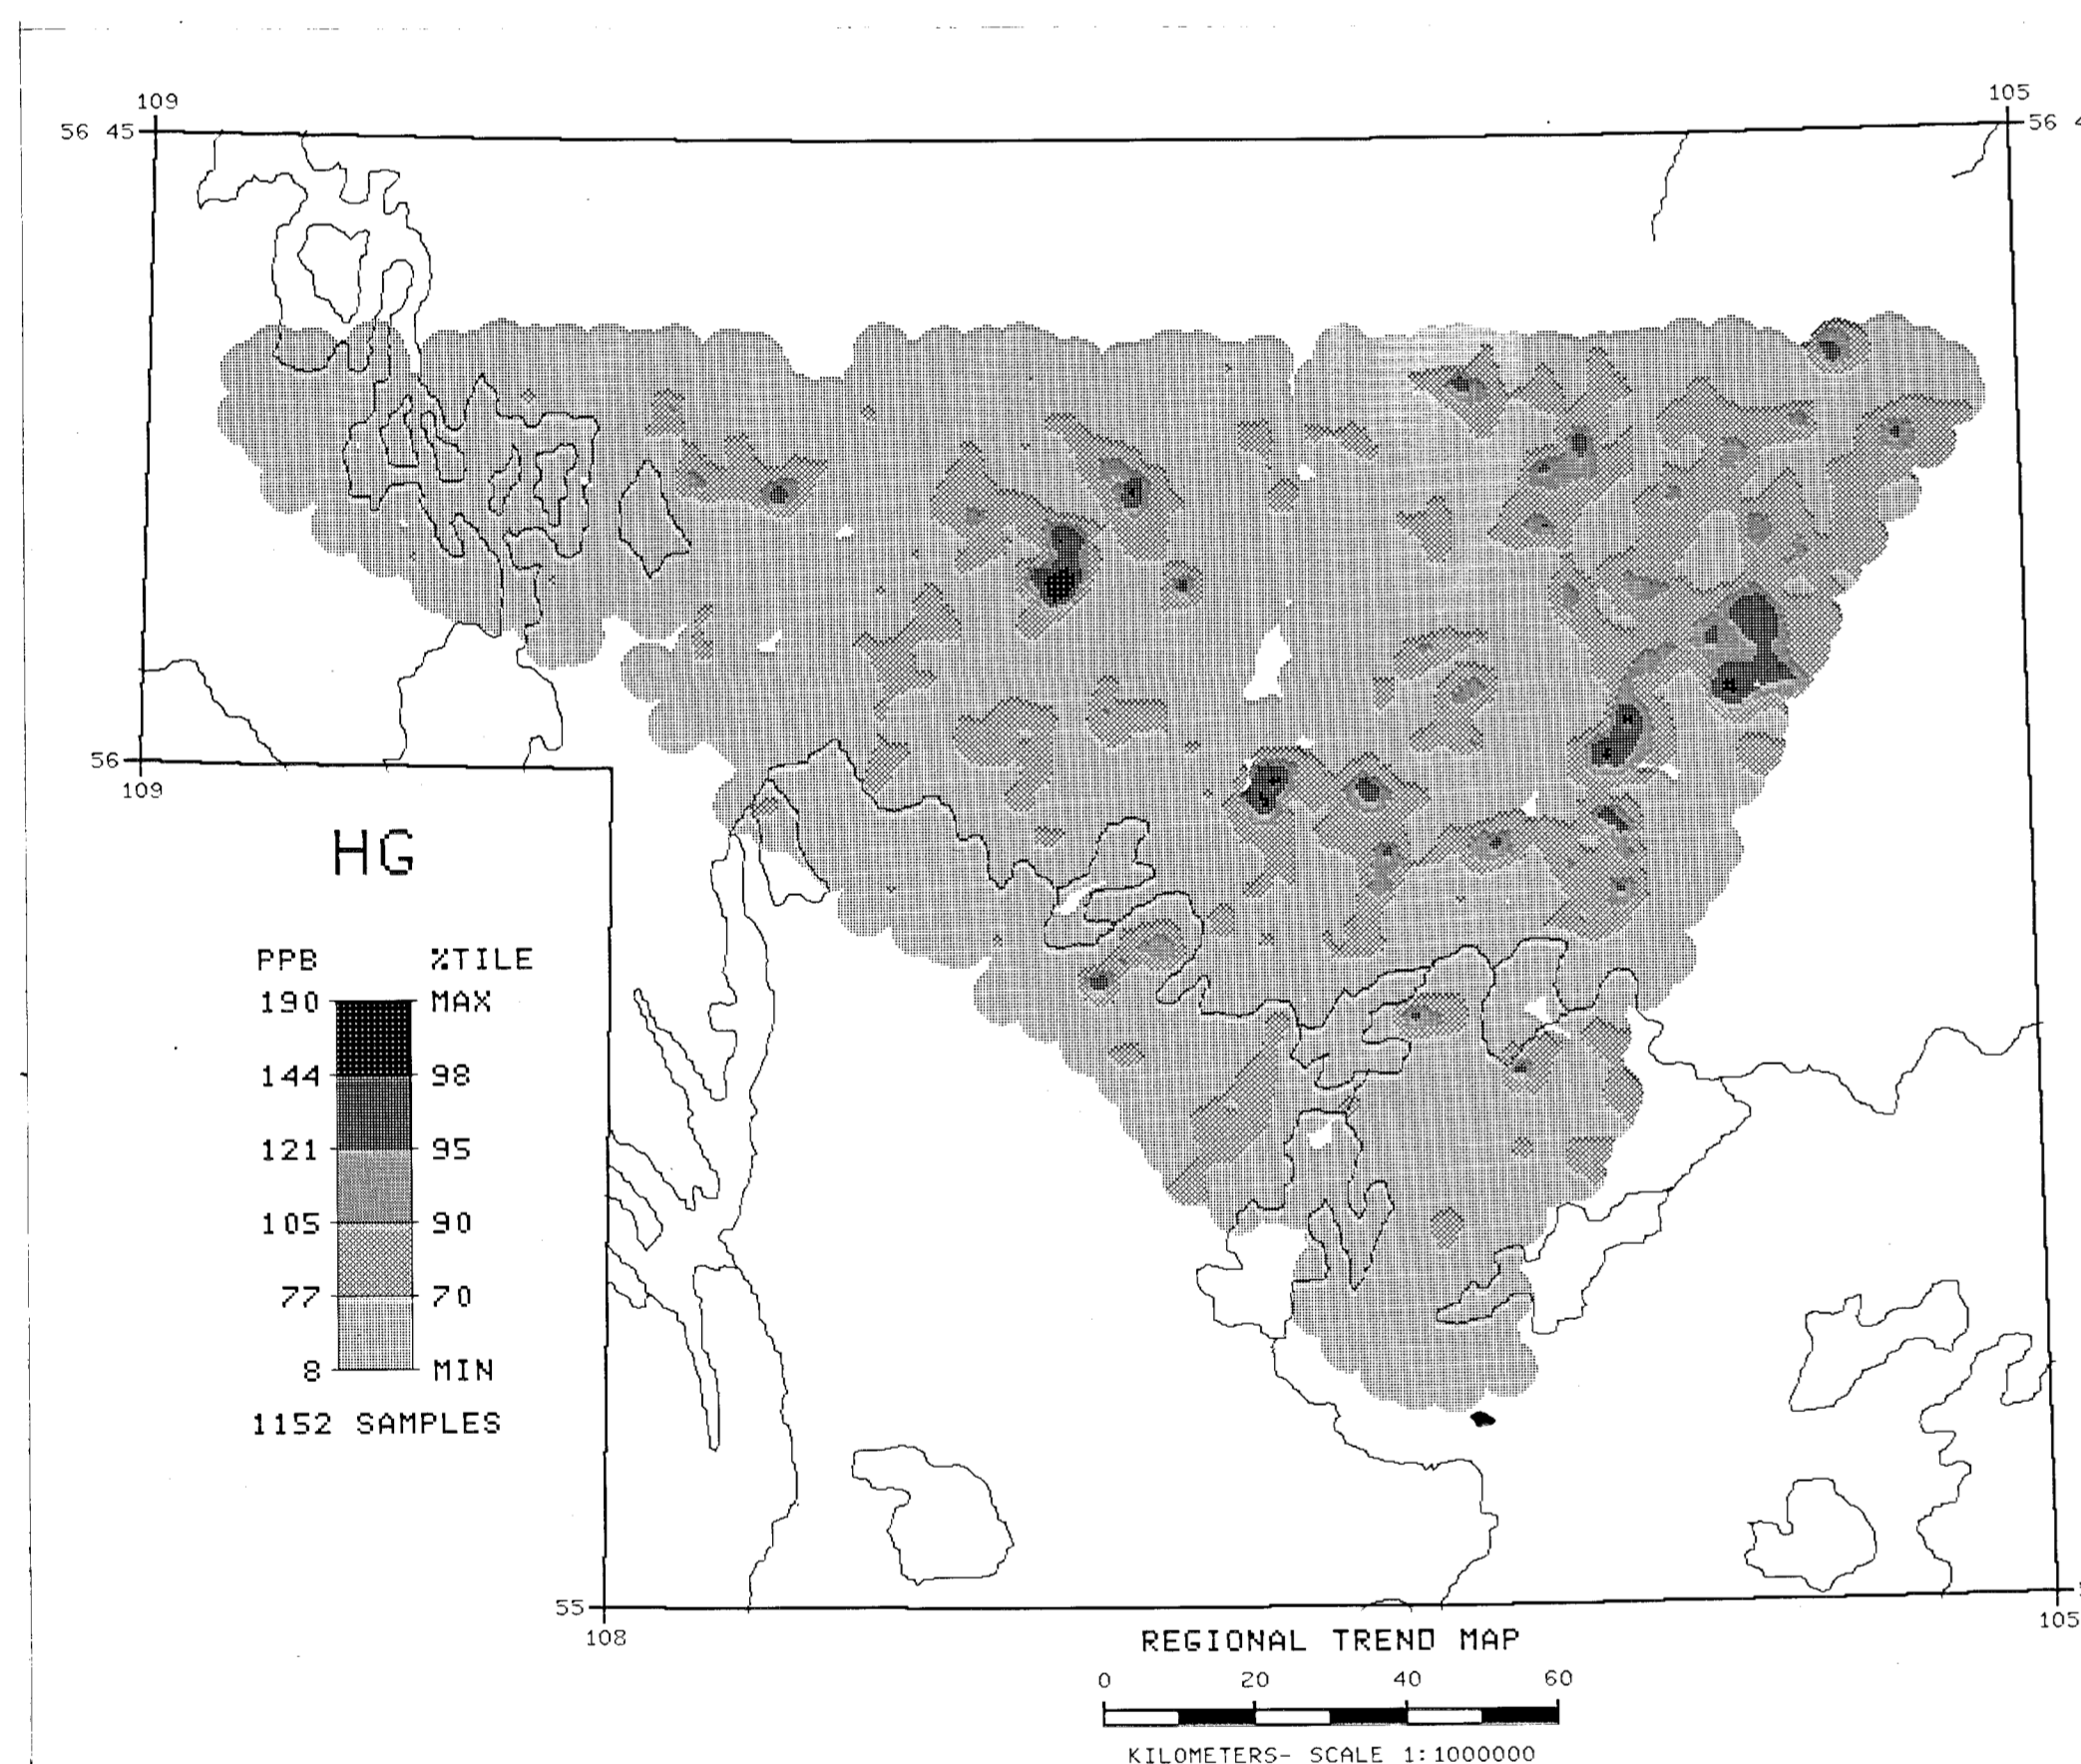 109
105
56 45
56 4
56
109
HG
PPB %TILE
190 MAX
144 98
121 95
105 90
77 70
8 MIN
1152 SAMPLES
55
108
105
REGIONAL TREND MAP
0 20 40 60
KILOMETERS- SCALE 1:1000000